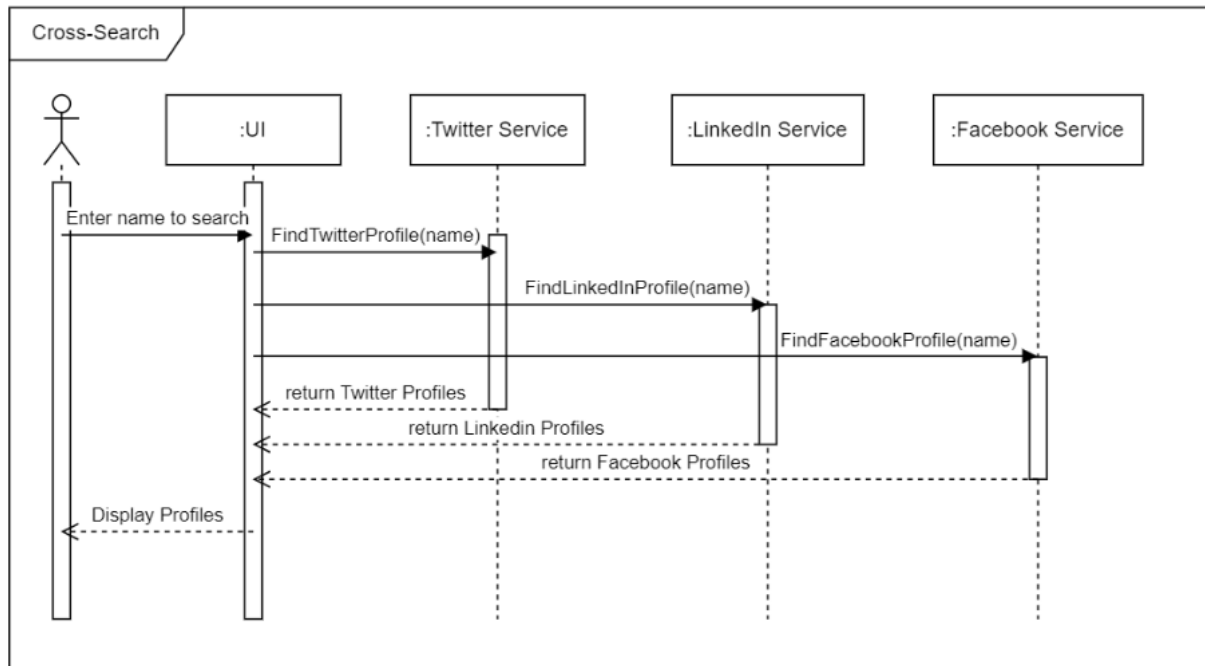 Cross-Search
:UI
:Twitter Service
:LinkedIn Service
:Facebook Service
Enter name to search
FindTwitterProfile(name)
FindLinkedInProfile(name)
FindFacebookProfile(name)
return Twitter Profiles
return Linkedin Profiles
return Facebook Profiles
Display Profiles